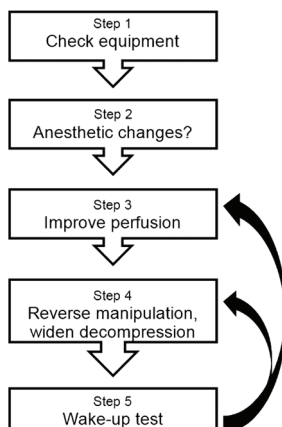 Step 1
Check equipment
Step 2
Anesthetic changes?
Step 3
Improve perfusion
Step 4
Reverse manipulation,
widen decompression
Step 5
Wake-up test